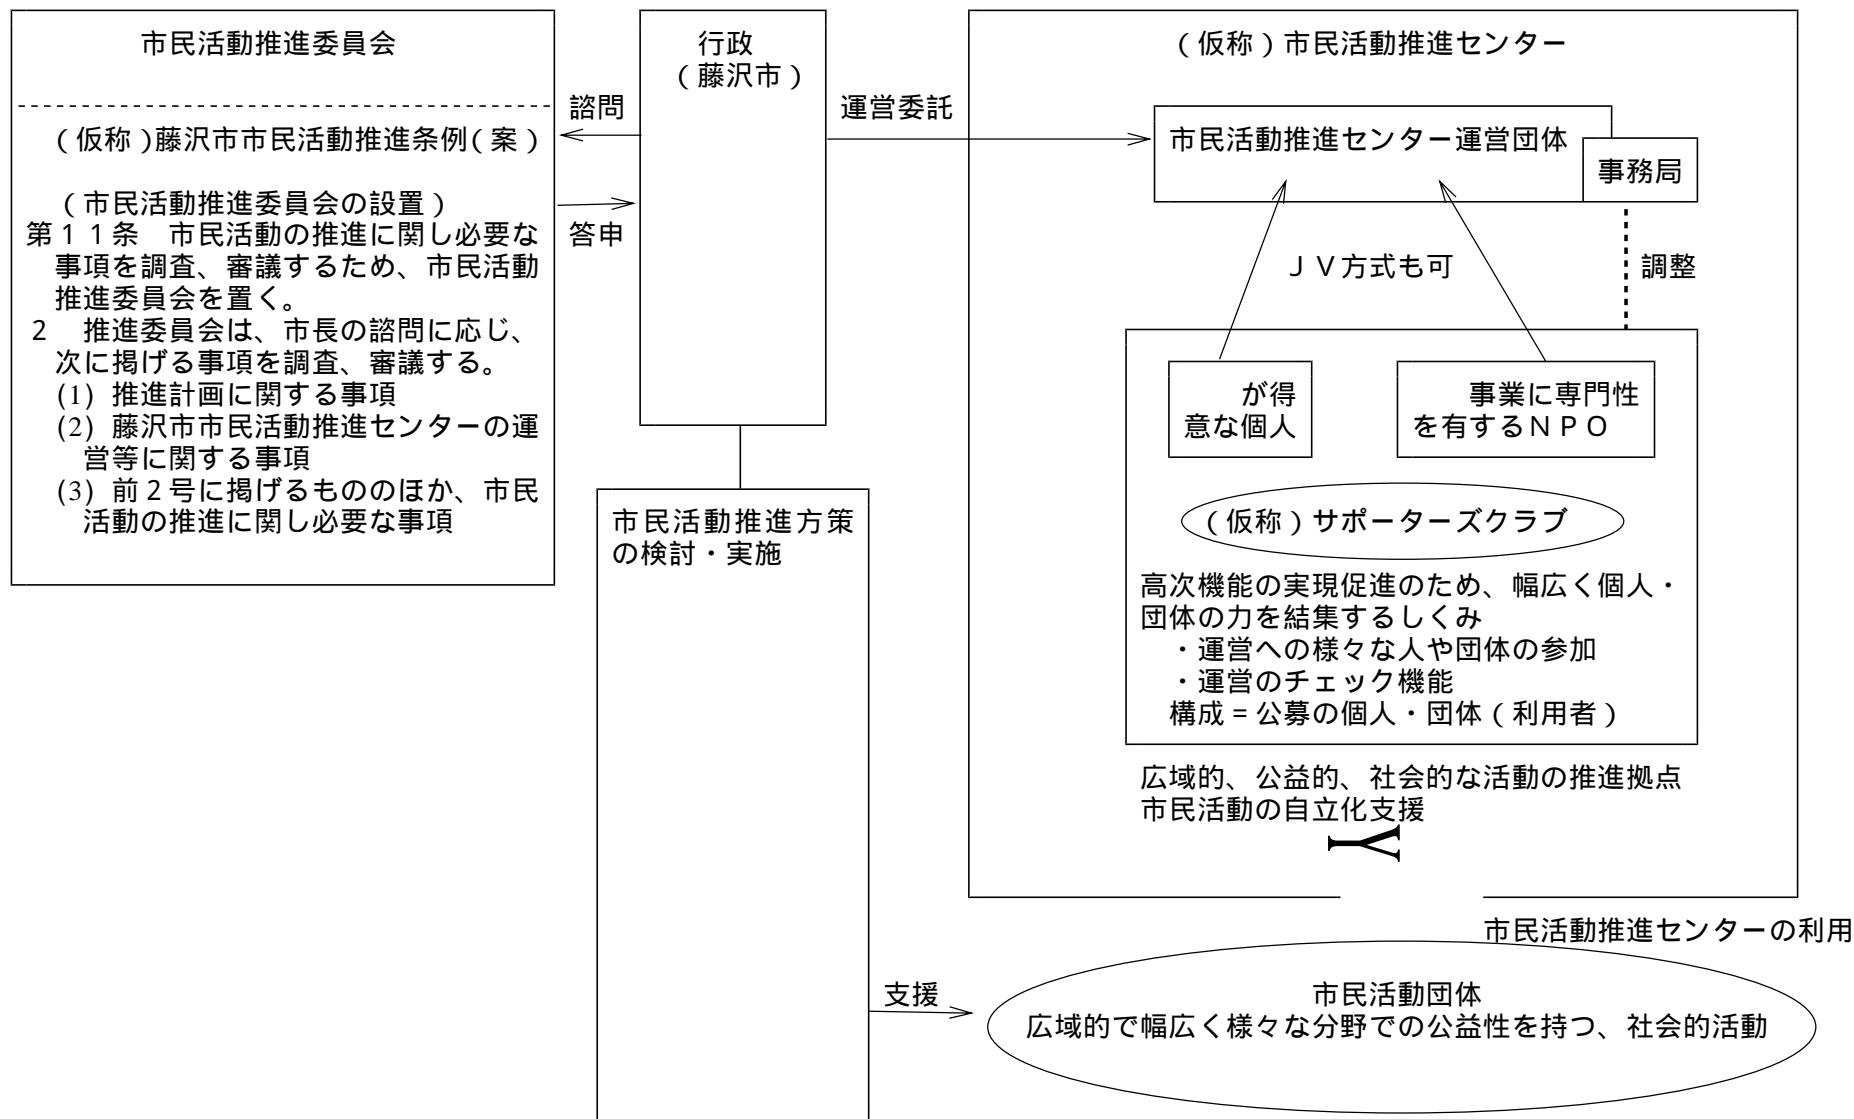 市民活動推進委員会
（仮称）藤沢市市民活動推進条例（案）
（市民活動推進委員会の設置）
第１１条　市民活動の推進に関し必要な
事項を調査、審議するため、市民活動
推進委員会を置く。
２　推進委員会は、市長の諮問に応じ、
次に掲げる事項を調査、審議する。
(1) 推進計画に関する事項
(2) 藤沢市市民活動推進センターの運
営等に関する事項
(3) 前２号に掲げるもののほか、市民
活動の推進に関し必要な事項
諮問
答申
行政
（藤沢市）
運営委託
市民活動推進方策
の検討・実施
支援
（仮称）市民活動推進センター
市民活動推進センター運営団体
事務局
ＪＶ方式も可
調整
が得
意な個人
事業に専門性
を有するＮＰＯ
（仮称）サポーターズクラブ
高次機能の実現促進のため、幅広く個人・
団体の力を結集するしくみ
・運営への様々な人や団体の参加
・運営のチェック機能
構成＝公募の個人・団体（利用者）
広域的、公益的、社会的な活動の推進拠点
市民活動の自立化支援
市民活動推進センターの利用
市民活動団体
広域的で幅広く様々な分野での公益性を持つ、社会的活動